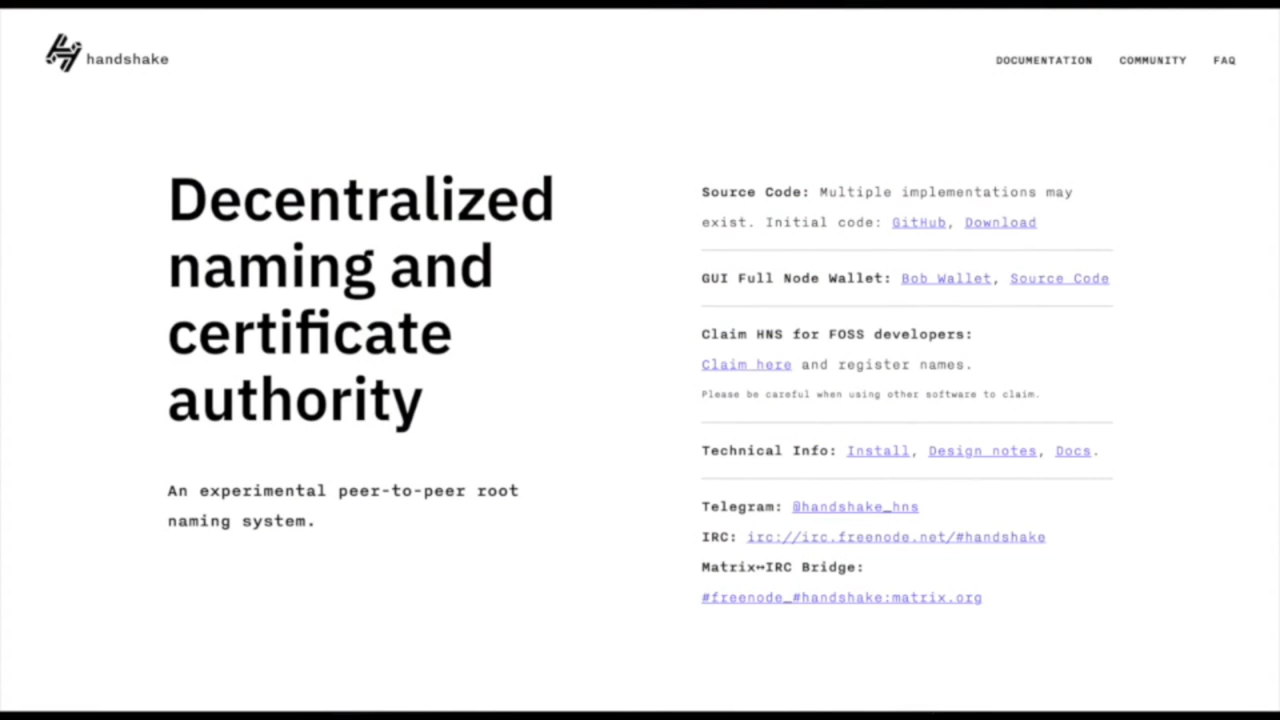 handshake
DOCUMENTATION COMMUNITY FAQ
Decentralized
naming and
certificate
authority
An experimental peer-to-peer root
naming system.
Source Code: Multiple implementations may
exist. Initial code: GitHub, Download
GUI Full Node Wallet: Bob Wallet, Source Code
Claim HNS for FOSS developers:
Claim here and register names.
Please be careful when using other software to claim.
Technical Info: Install, Design notes, Docs.
Telegram: @handshake_hns
IRC: irc://irc.freenode.net/#handshake
Matrix↔IRC Bridge:
#freenode_#handshake:matrix.org